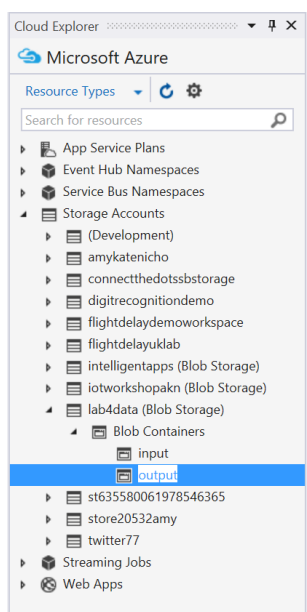 Cloud Explorer
Microsoft Azure
Resource Types
Search for resources
App Service Plans
Event Hub Namespaces
Service Bus Namespaces
Storage Accounts
(Development)
amykatenicho
connectthedotssbstorage
digitrecognitiondemo
flightdelaydemoworkspace
flightdelayuklab
intelligentapps (Blob Storage)
iotworkshopakn (Blob Storage)
lab4data (Blob Storage)
Blob Containers
input
output
st635580061978546365
store20532amy
twitter77
Streaming Jobs
Web Apps